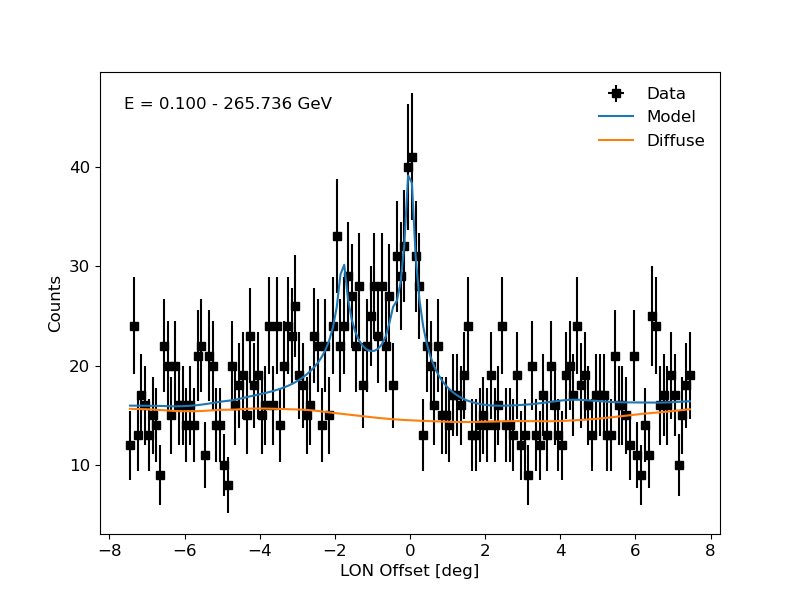 E = 0.100 - 265.736 GeV
Data
Model
Diffuse
Counts
40
30
20
10
−8 −6 −4 −2 0 2 4 6 8
LON Offset [deg]